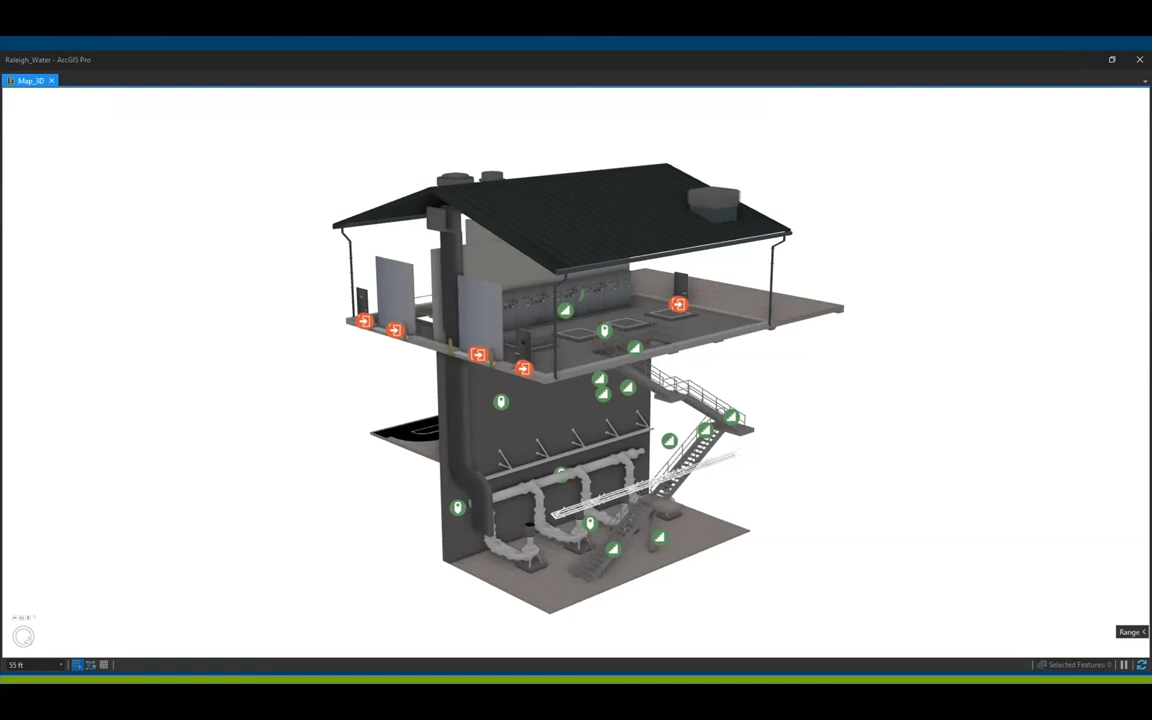 Raleigh_Water - ArcGIS Pro
Map_3D
Range
55 ft
Selected Features: 0